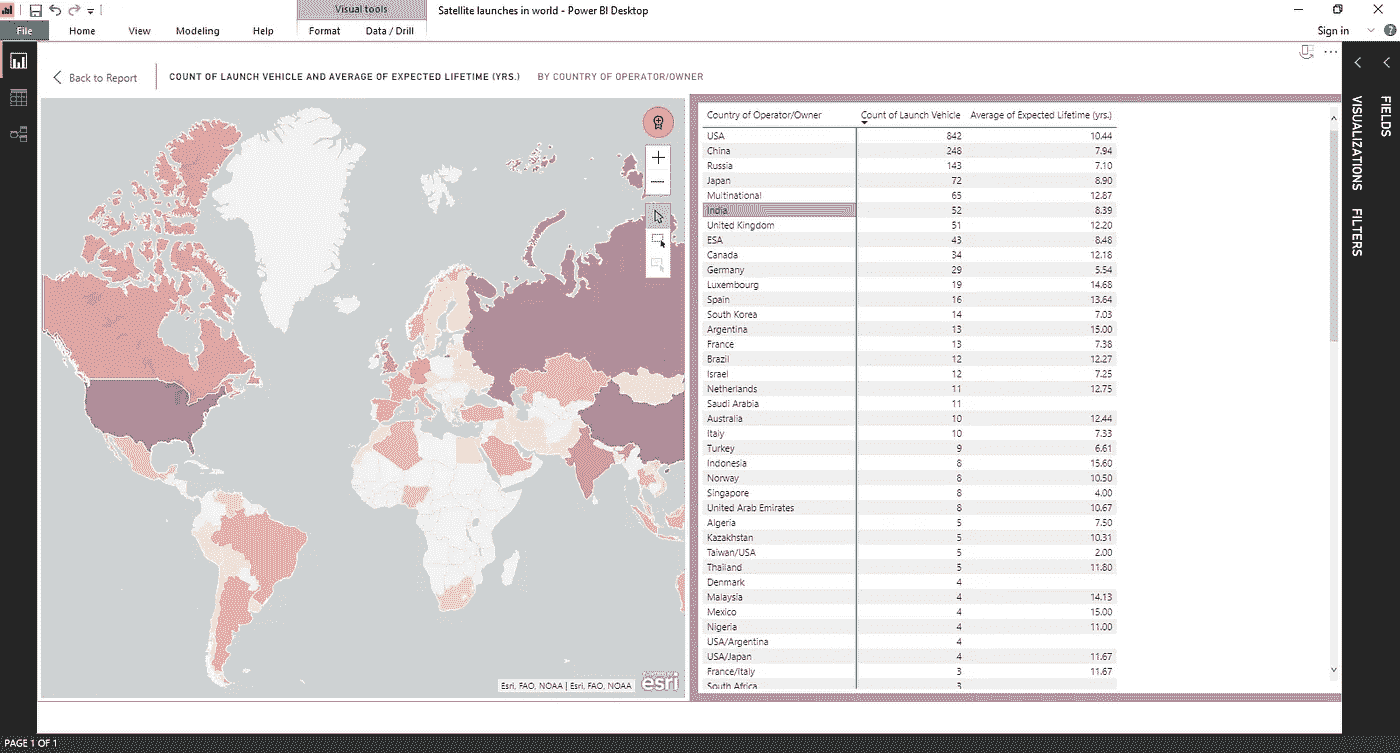 Visual tools
Satellite launches in world - Power BI Desktop
File Home View Modeling Help Format Data / Drill
Sign in
Back to Report
COUNT OF LAUNCH VEHICLE AND AVERAGE OF EXPECTED LIFETIME (YRS.) BY COUNTRY OF OPERATOR/OWNER
Country of Operator/Owner Count of Launch Vehicle Average of Expected Lifetime (yrs.)
USA 842 10.44
China 248 7.94
Russia 143 7.10
Japan 72 8.90
Multinational 65 12.87
India 52 8.39
United Kingdom 51 12.20
ESA 43 8.48
Canada 34 12.18
Germany 29 5.54
Luxembourg 19 14.68
Spain 16 13.64
South Korea 14 7.03
Argentina 13 15.00
France 13 7.38
Brazil 12 12.27
Israel 12 7.25
Netherlands 11 12.75
Saudi Arabia 11
Australia 10 12.44
Italy 10 7.33
Turkey 9 6.61
Indonesia 8 15.60
Norway 8 10.50
Singapore 8 4.00
United Arab Emirates 8 10.67
Algeria 5 7.50
Kazakhstan 5 10.31
Taiwan/USA 5 2.00
Thailand 5 11.80
Denmark 4
Malaysia 4 14.13
Mexico 4 15.00
Nigeria 4 11.00
USA/Argentina 4
USA/Japan 4 11.67
France/Italy 3 11.67
South Africa 3
Esri, FAO, NOAA | Esri, FAO, NOAA
esri
VISUALIZATIONS
FILTERS
FIELDS
PAGE 1 OF 1